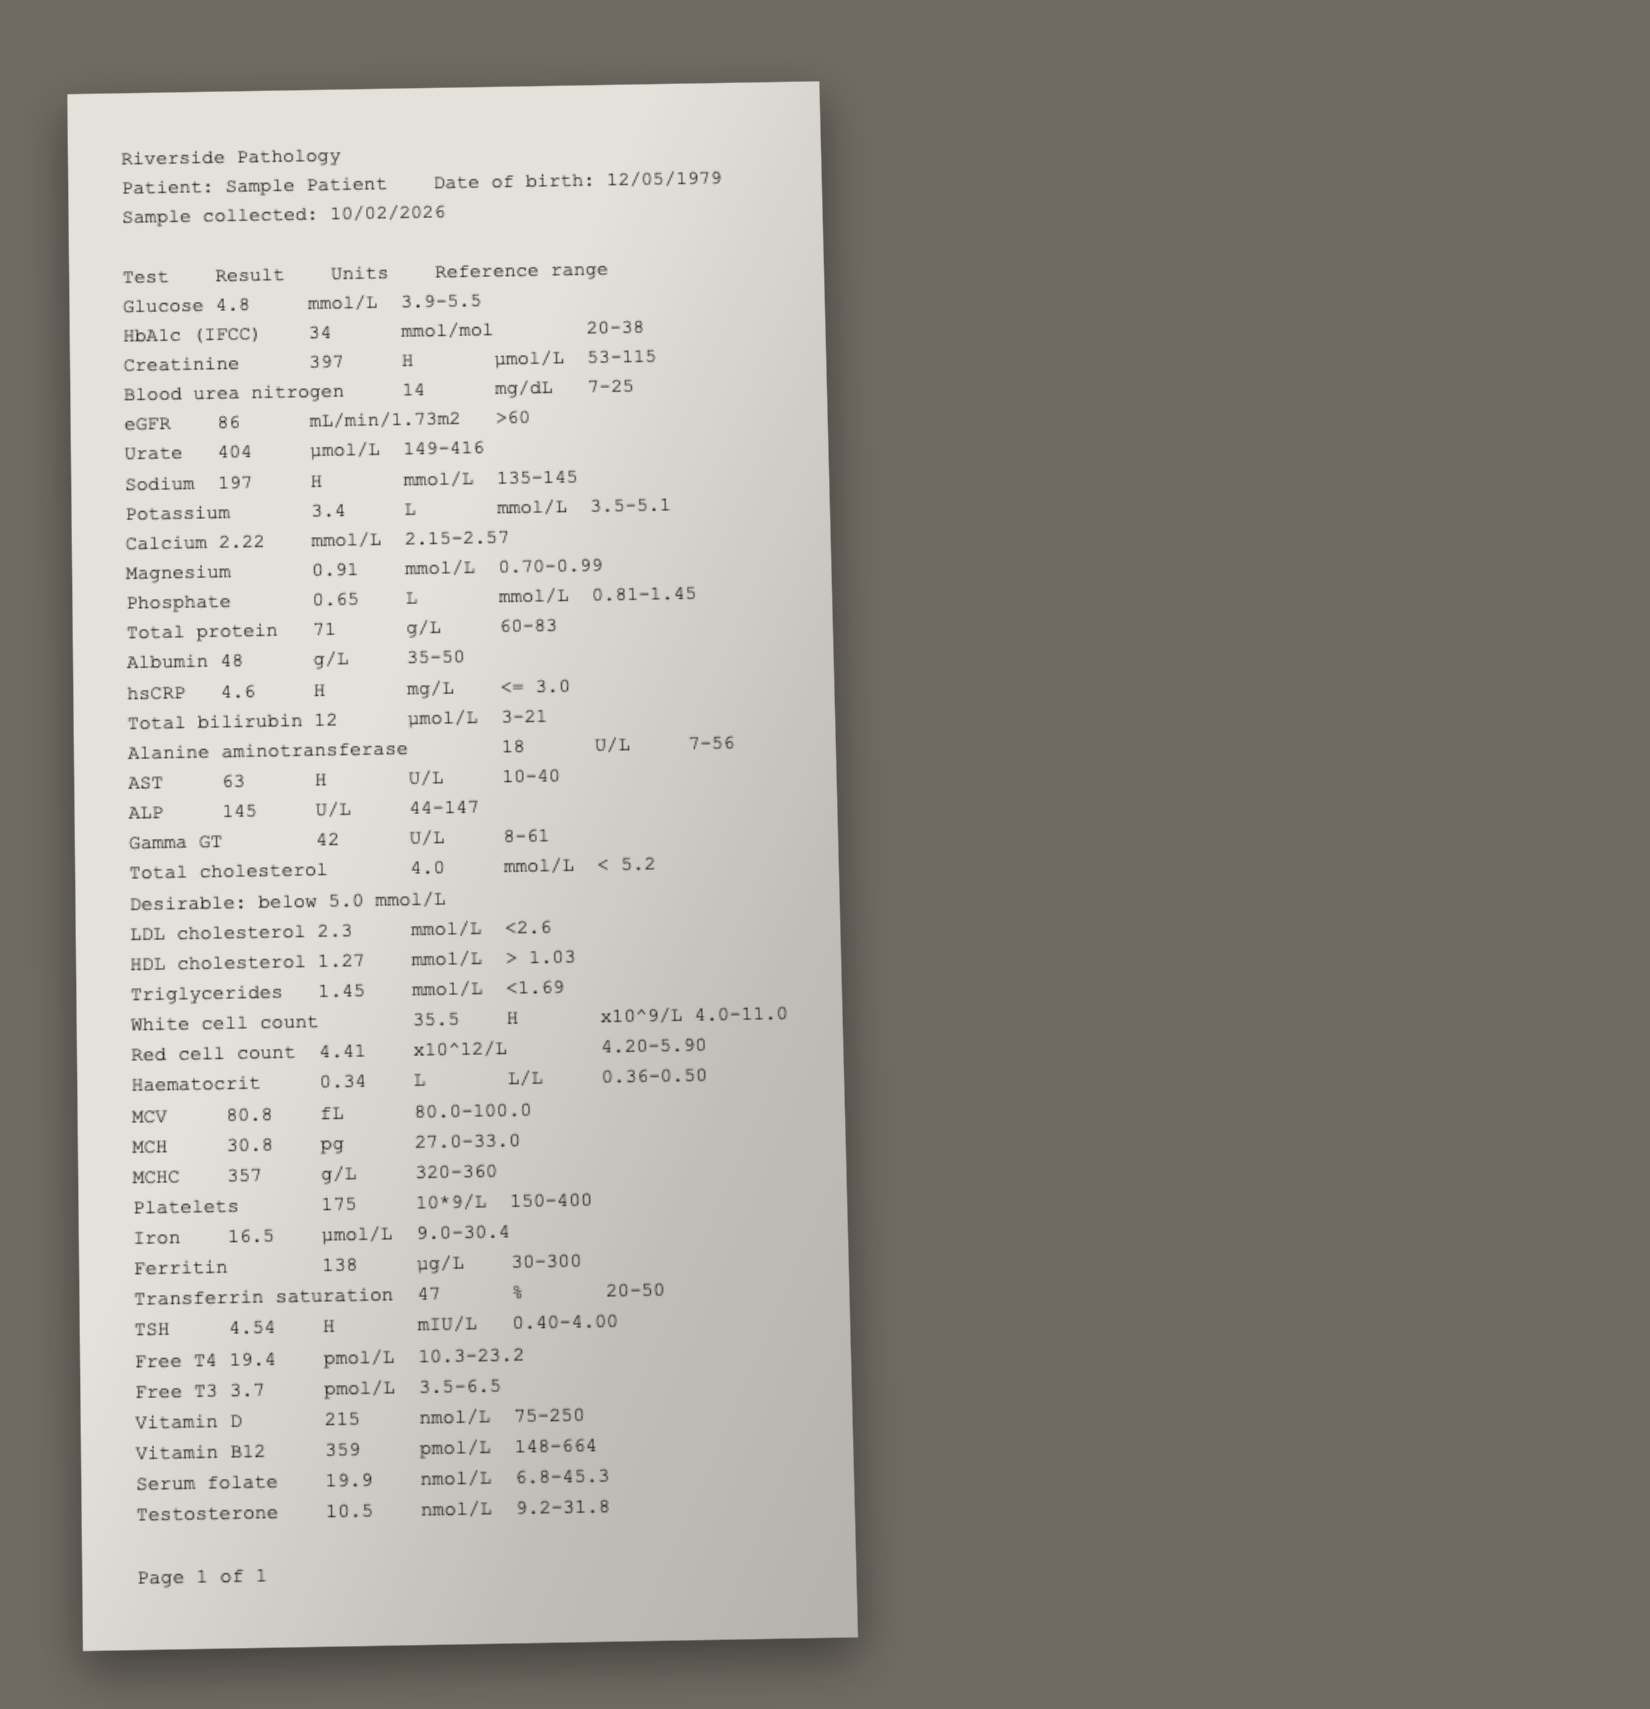 Riverside Pathology
Patient: Sample Patient    Date of birth: 12/05/1979
Sample collected: 10/02/2026

Test    Result    Units    Reference range
Glucose 4.8     mmol/L  3.9-5.5
HbA1c (IFCC)    34      mmol/mol        20-38
Creatinine      397     H       µmol/L  53-115
Blood urea nitrogen     14      mg/dL   7-25
eGFR    86      mL/min/1.73m2   >60
Urate   404     µmol/L  149-416
Sodium  197     H       mmol/L  135-145
Potassium       3.4     L       mmol/L  3.5-5.1
Calcium 2.22    mmol/L  2.15-2.57
Magnesium       0.91    mmol/L  0.70-0.99
Phosphate       0.65    L       mmol/L  0.81-1.45
Total protein   71      g/L     60-83
Albumin 48      g/L     35-50
hsCRP   4.6     H       mg/L    <= 3.0
Total bilirubin 12      µmol/L  3-21
Alanine aminotransferase        18      U/L     7-56
AST     63      H       U/L     10-40
ALP     145     U/L     44-147
Gamma GT        42      U/L     8-61
Total cholesterol       4.0     mmol/L  < 5.2
Desirable: below 5.0 mmol/L
LDL cholesterol 2.3     mmol/L  <2.6
HDL cholesterol 1.27    mmol/L  > 1.03
Triglycerides   1.45    mmol/L  <1.69
White cell count        35.5    H       x10^9/L 4.0-11.0
Red cell count  4.41    x10^12/L        4.20-5.90
Haematocrit     0.34    L       L/L     0.36-0.50
MCV     80.8    fL      80.0-100.0
MCH     30.8    pg      27.0-33.0
MCHC    357     g/L     320-360
Platelets       175     10*9/L  150-400
Iron    16.5    µmol/L  9.0-30.4
Ferritin        138     µg/L    30-300
Transferrin saturation  47      %       20-50
TSH     4.54    H       mIU/L   0.40-4.00
Free T4 19.4    pmol/L  10.3-23.2
Free T3 3.7     pmol/L  3.5-6.5
Vitamin D       215     nmol/L  75-250
Vitamin B12     359     pmol/L  148-664
Serum folate    19.9    nmol/L  6.8-45.3
Testosterone    10.5    nmol/L  9.2-31.8

Page 1 of 1